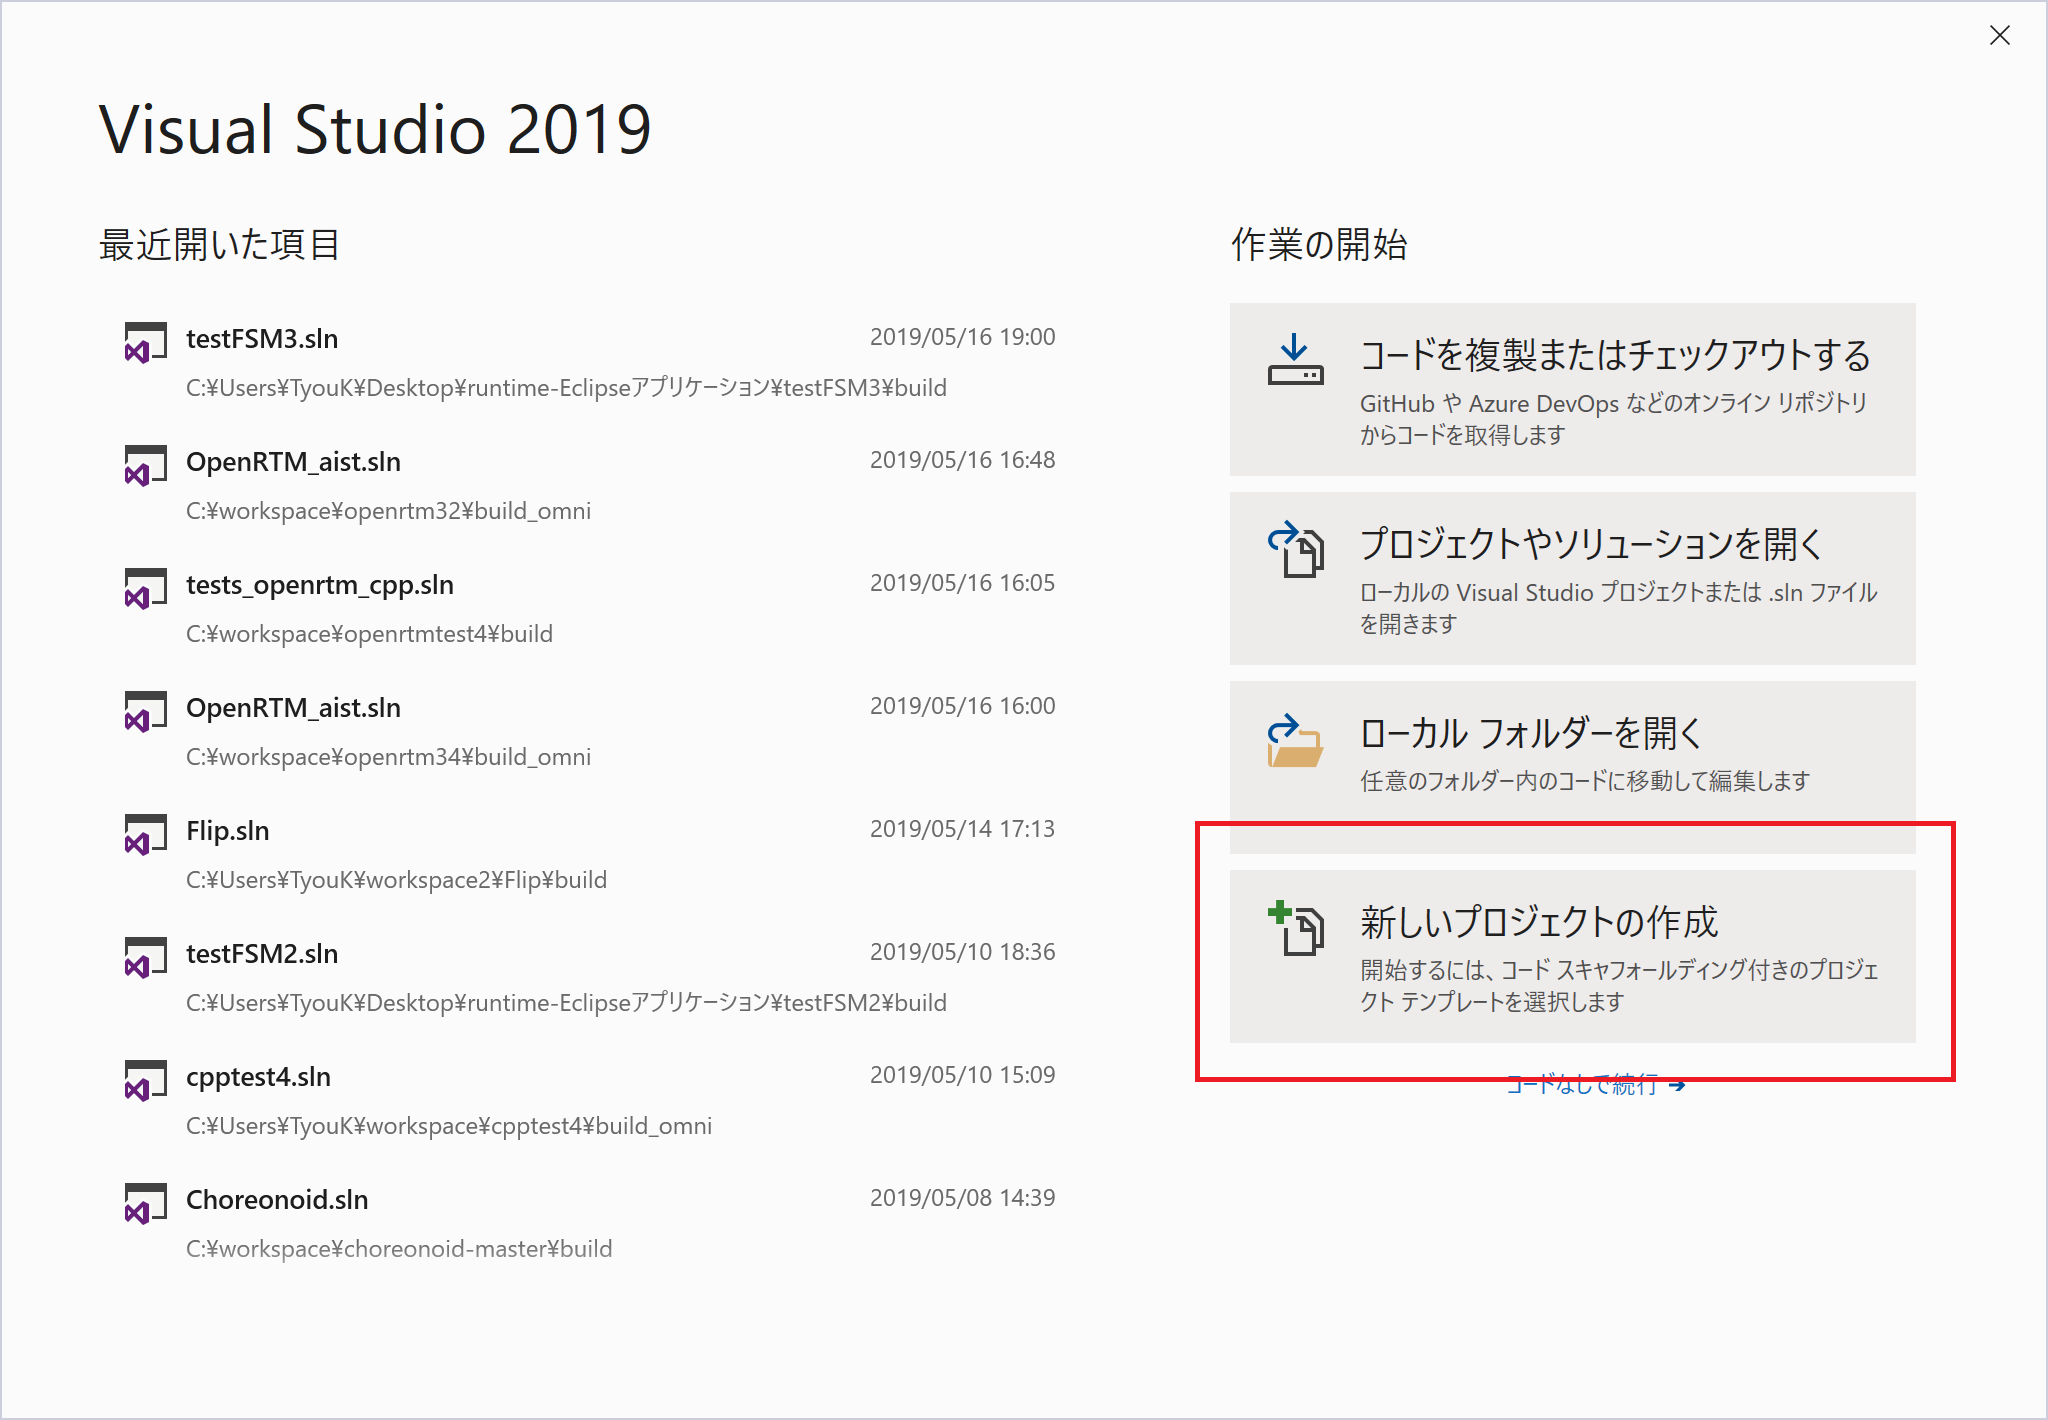 Visual Studio 2019
最近開いた項目
testFSM3.sln 2019/05/16 19:00
C:¥Users¥TyouK¥Desktop¥runtime-Eclipseアプリケーション¥testFSM3¥build
OpenRTM_aist.sln 2019/05/16 16:48
C:¥workspace¥openrtm32¥build_omni
tests_openrtm_cpp.sln 2019/05/16 16:05
C:¥workspace¥openrtmtest4¥build
OpenRTM_aist.sln 2019/05/16 16:00
C:¥workspace¥openrtm34¥build_omni
Flip.sln 2019/05/14 17:13
C:¥Users¥TyouK¥workspace2¥Flip¥build
testFSM2.sln 2019/05/10 18:36
C:¥Users¥TyouK¥Desktop¥runtime-Eclipseアプリケーション¥testFSM2¥build
cpptest4.sln 2019/05/10 15:09
C:¥Users¥TyouK¥workspace¥cpptest4¥build_omni
Choreonoid.sln 2019/05/08 14:39
C:¥workspace¥choreonoid-master¥build
作業の開始
コードを複製またはチェックアウトする
GitHub や Azure DevOps などのオンライン リポジトリ
からコードを取得します
プロジェクトやソリューションを開く
ローカルの Visual Studio プロジェクトまたは .sln ファイル
を開きます
ローカル フォルダーを開く
任意のフォルダー内のコードに移動して編集します
新しいプロジェクトの作成
開始するには、コード スキャフォールディング付きのプロジェ
クト テンプレートを選択します
コードなしで続行 →